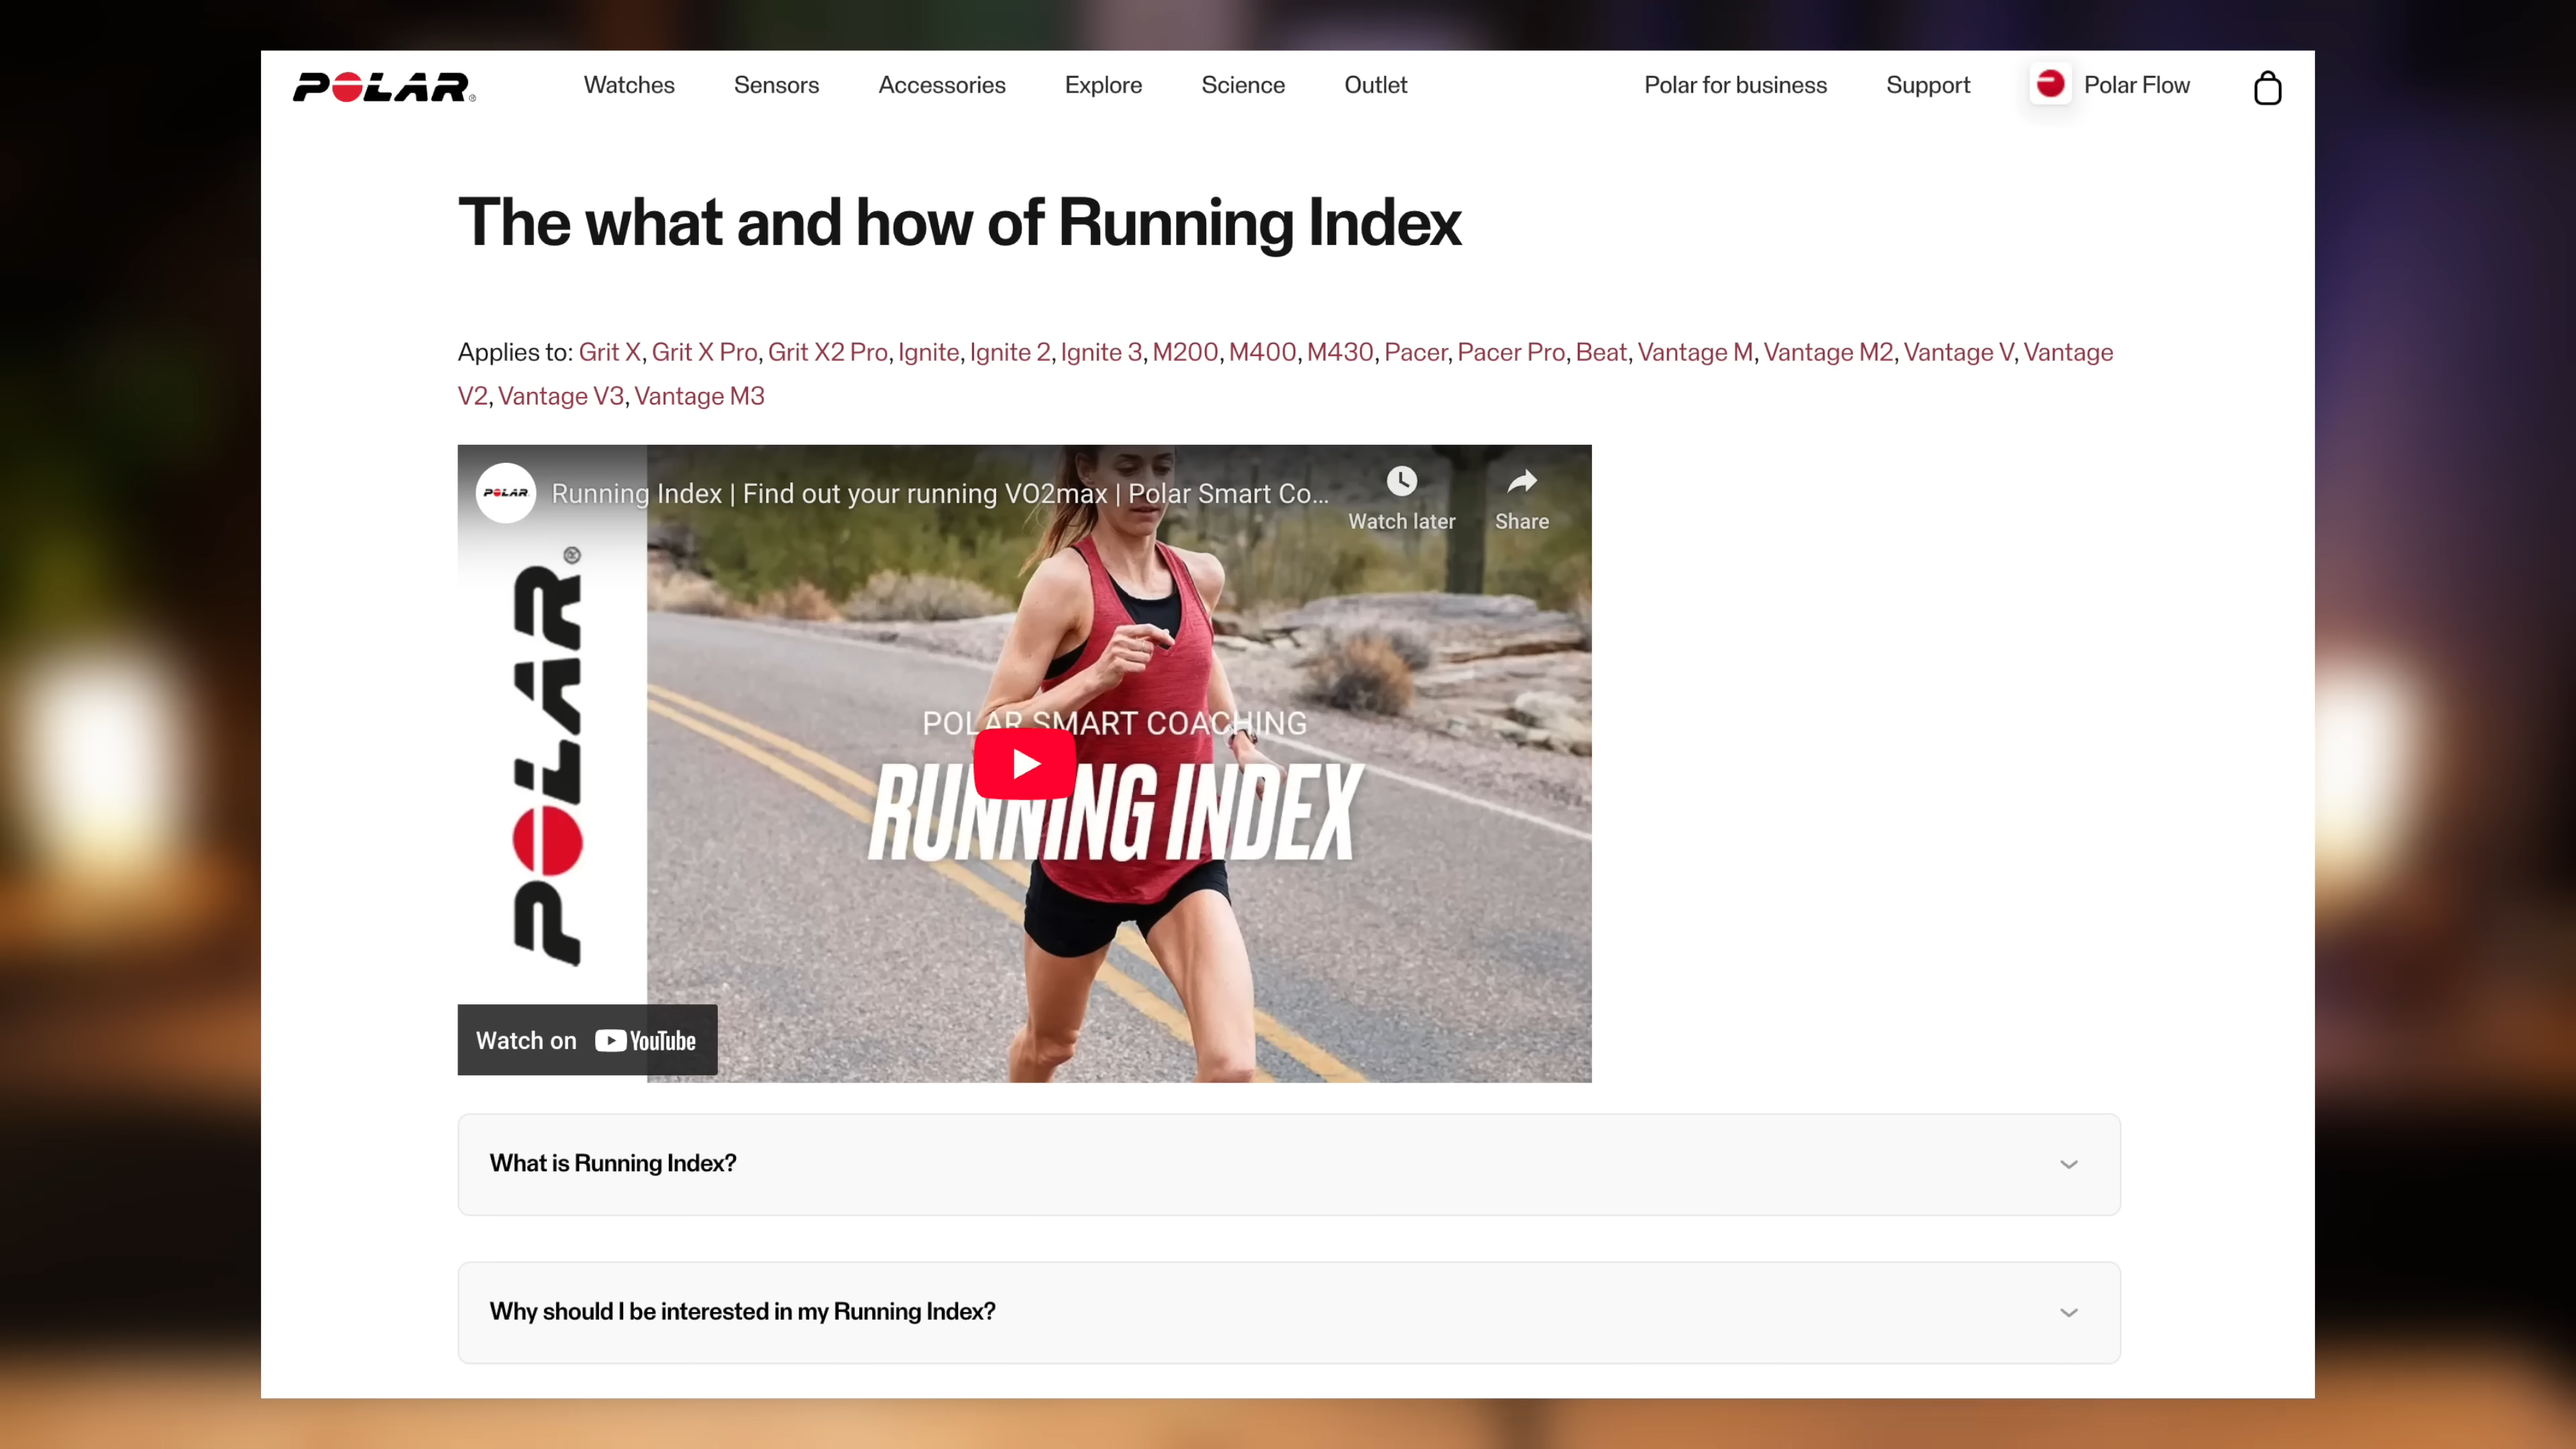 POLAR®
Watches Sensors Accessories Explore Science Outlet Polar for business Support Polar Flow
The what and how of Running Index
Applies to: Grit X, Grit X Pro, Grit X2 Pro, Ignite, Ignite 2, Ignite 3, M200, M400, M430, Pacer, Pacer Pro, Beat, Vantage M, Vantage M2, Vantage V, Vantage
V2, Vantage V3, Vantage M3
POLAR
Running Index | Find out your running VO2max | Polar Smart Co...
Watch later Share
POLAR®
POLAR SMART COACHING
RUNNING INDEX
Watch on YouTube
What is Running Index?
Why should I be interested in my Running Index?